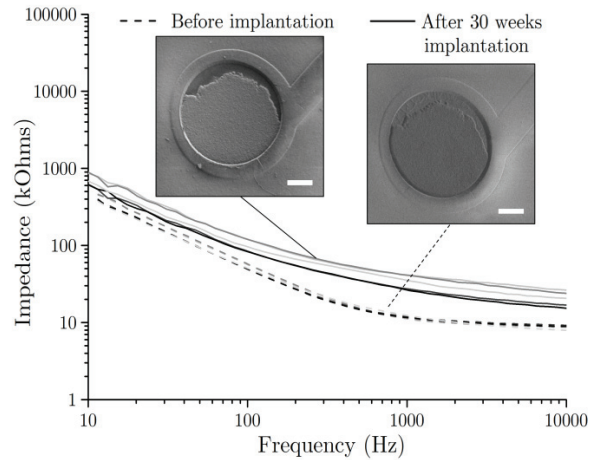 Before implantation
After 30 weeks
implantation
100000
10000
1000
100
10
1
Impedance (kOhms)
10
100
1000
10000
Frequency (Hz)